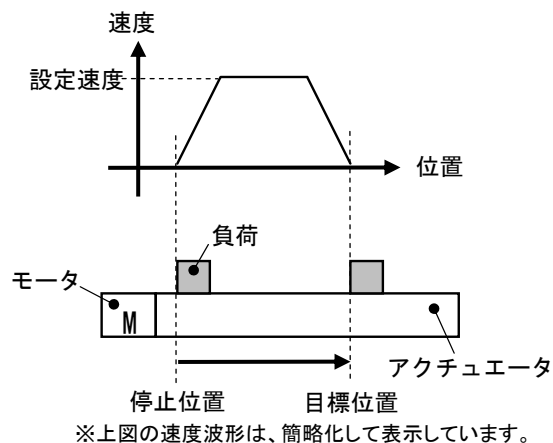 速度
設定速度
位置
負荷
モータ
M
アクチュエータ
停止位置
目標位置
※上図の速度波形は、簡略化して表示しています。